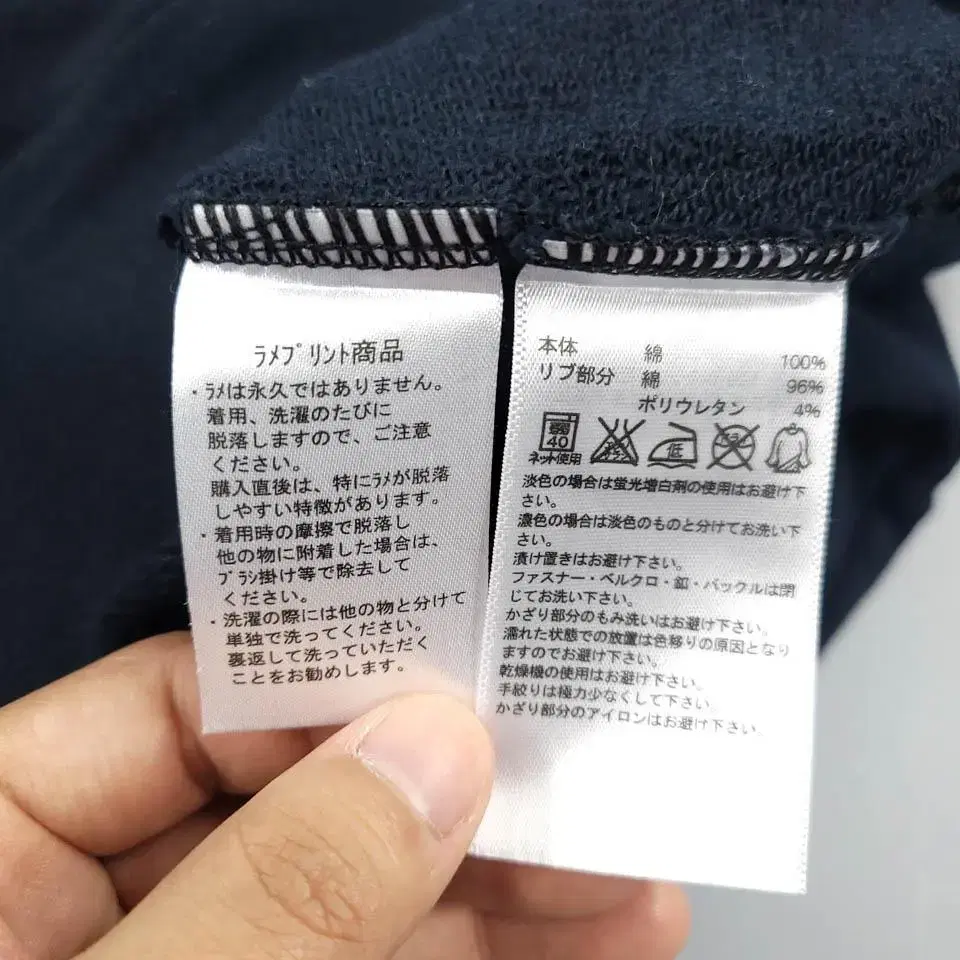 ﾗﾒﾌﾟﾘﾝﾄ商品
・ﾗﾒは永久ではありません。
着用、洗濯のたびに
脱落しますので、ご注意
ください。
購入直後は、特にﾗﾒが脱落
しやすい特徴があります。
・着用時の摩擦で脱落し
他の物に附着した場合は、
ﾌﾞﾗｼ掛け等で除去して
ください。
・洗濯の際には他の物と分けて
単独で洗ってください。
裏返して洗っていただく
ことをお勧めします。
本体 綿 100%
リブ部分 綿 96%
ポリウレタン 4%
弱 40
ネット使用
低
淡色の場合は蛍光増白剤の使用はお避け下
さい。
濃色の場合は淡色のものと分けてお洗い下
さい。
漬け置きはお避け下さい。
ファスナー・ベルクロ・釦・バックルは閉
じてお洗い下さい。
かざり部分のもみ洗いはお避け下さい。
濡れた状態での放置は色移りの原因となり
ますのでお避け下さい。
乾燥機の使用はお避け下さい。
手絞りは極力少なくして下さい。
かざり部分のアイロンはお避け下さい。